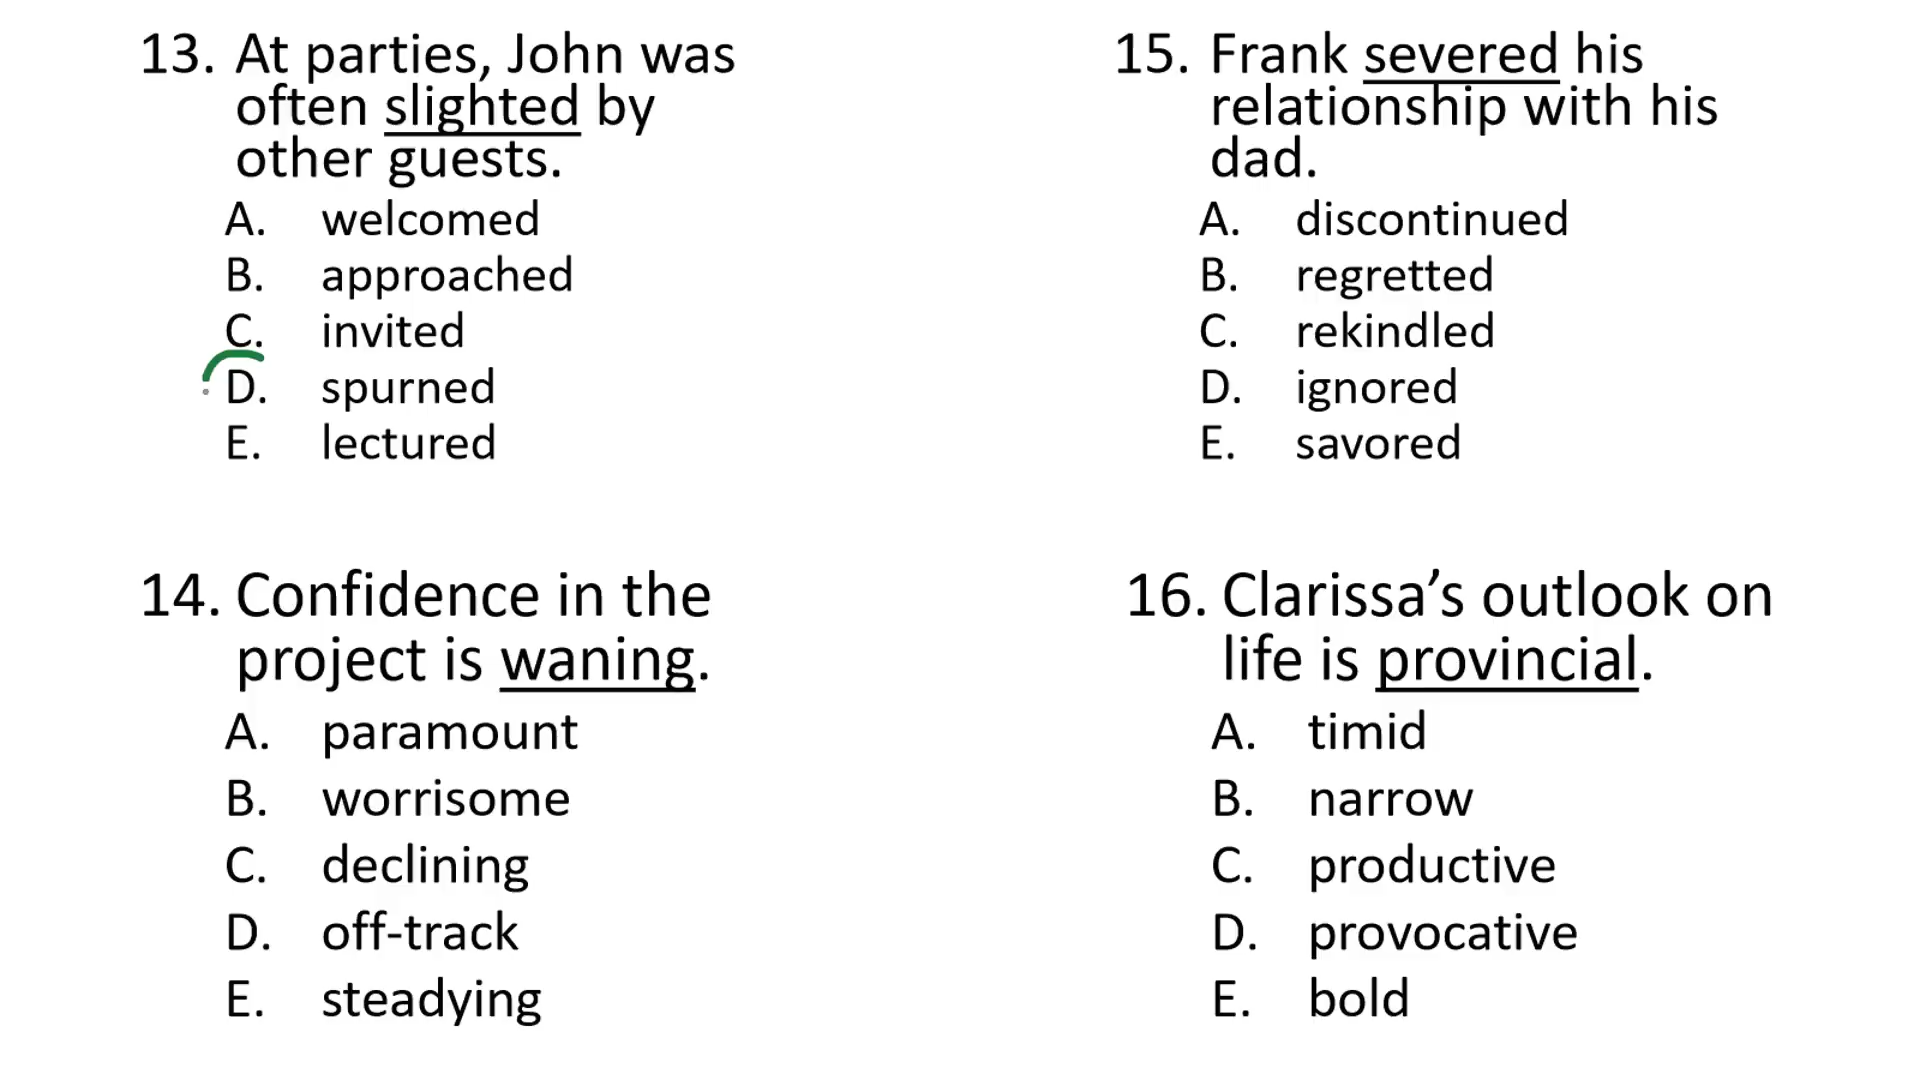 13. At parties, John was
often slighted by
other guests.
A. welcomed
B. approached
C. invited
D. spurned
E. lectured
14. Confidence in the
project is waning.
A. paramount
B. worrisome
C. declining
D. off-track
E. steadying
15. Frank severed his
relationship with his
dad.
A. discontinued
B. regretted
C. rekindled
D. ignored
E. savored
16. Clarissa’s outlook on
life is provincial.
A. timid
B. narrow
C. productive
D. provocative
E. bold